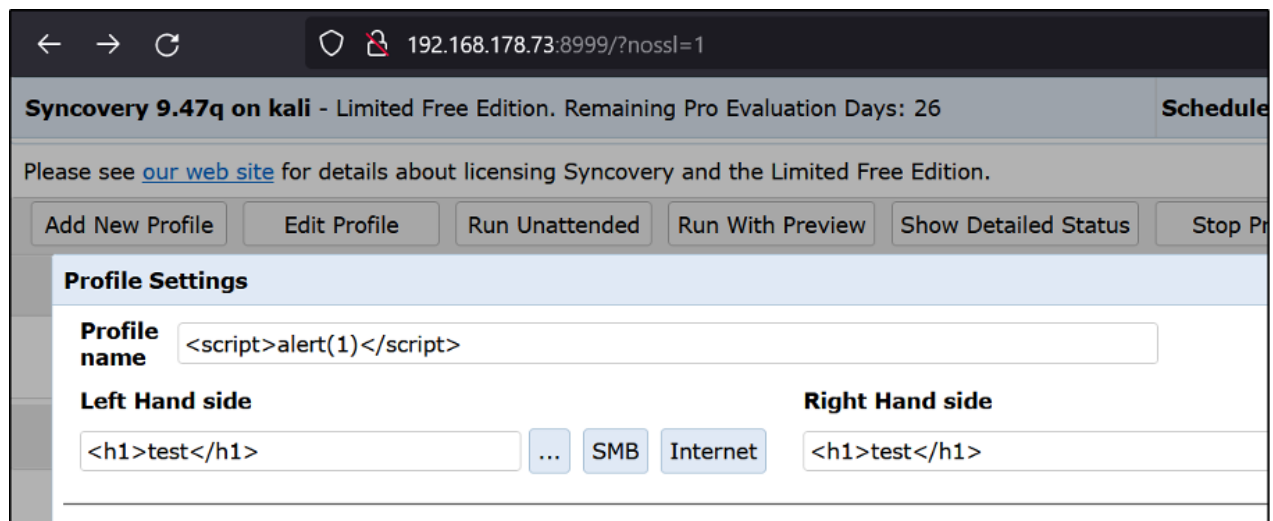 192.168.178.73:8999/?nossl=1
Syncovery 9.47q on kali - Limited Free Edition. Remaining Pro Evaluation Days: 26 Schedule
Please see our web site for details about licensing Syncovery and the Limited Free Edition.
Add New Profile Edit Profile Run Unattended Run With Preview Show Detailed Status Stop Pr
Profile Settings
Profile
name
<script>alert(1)</script>
Left Hand side Right Hand side
<h1>test</h1> ... SMB Internet <h1>test</h1>